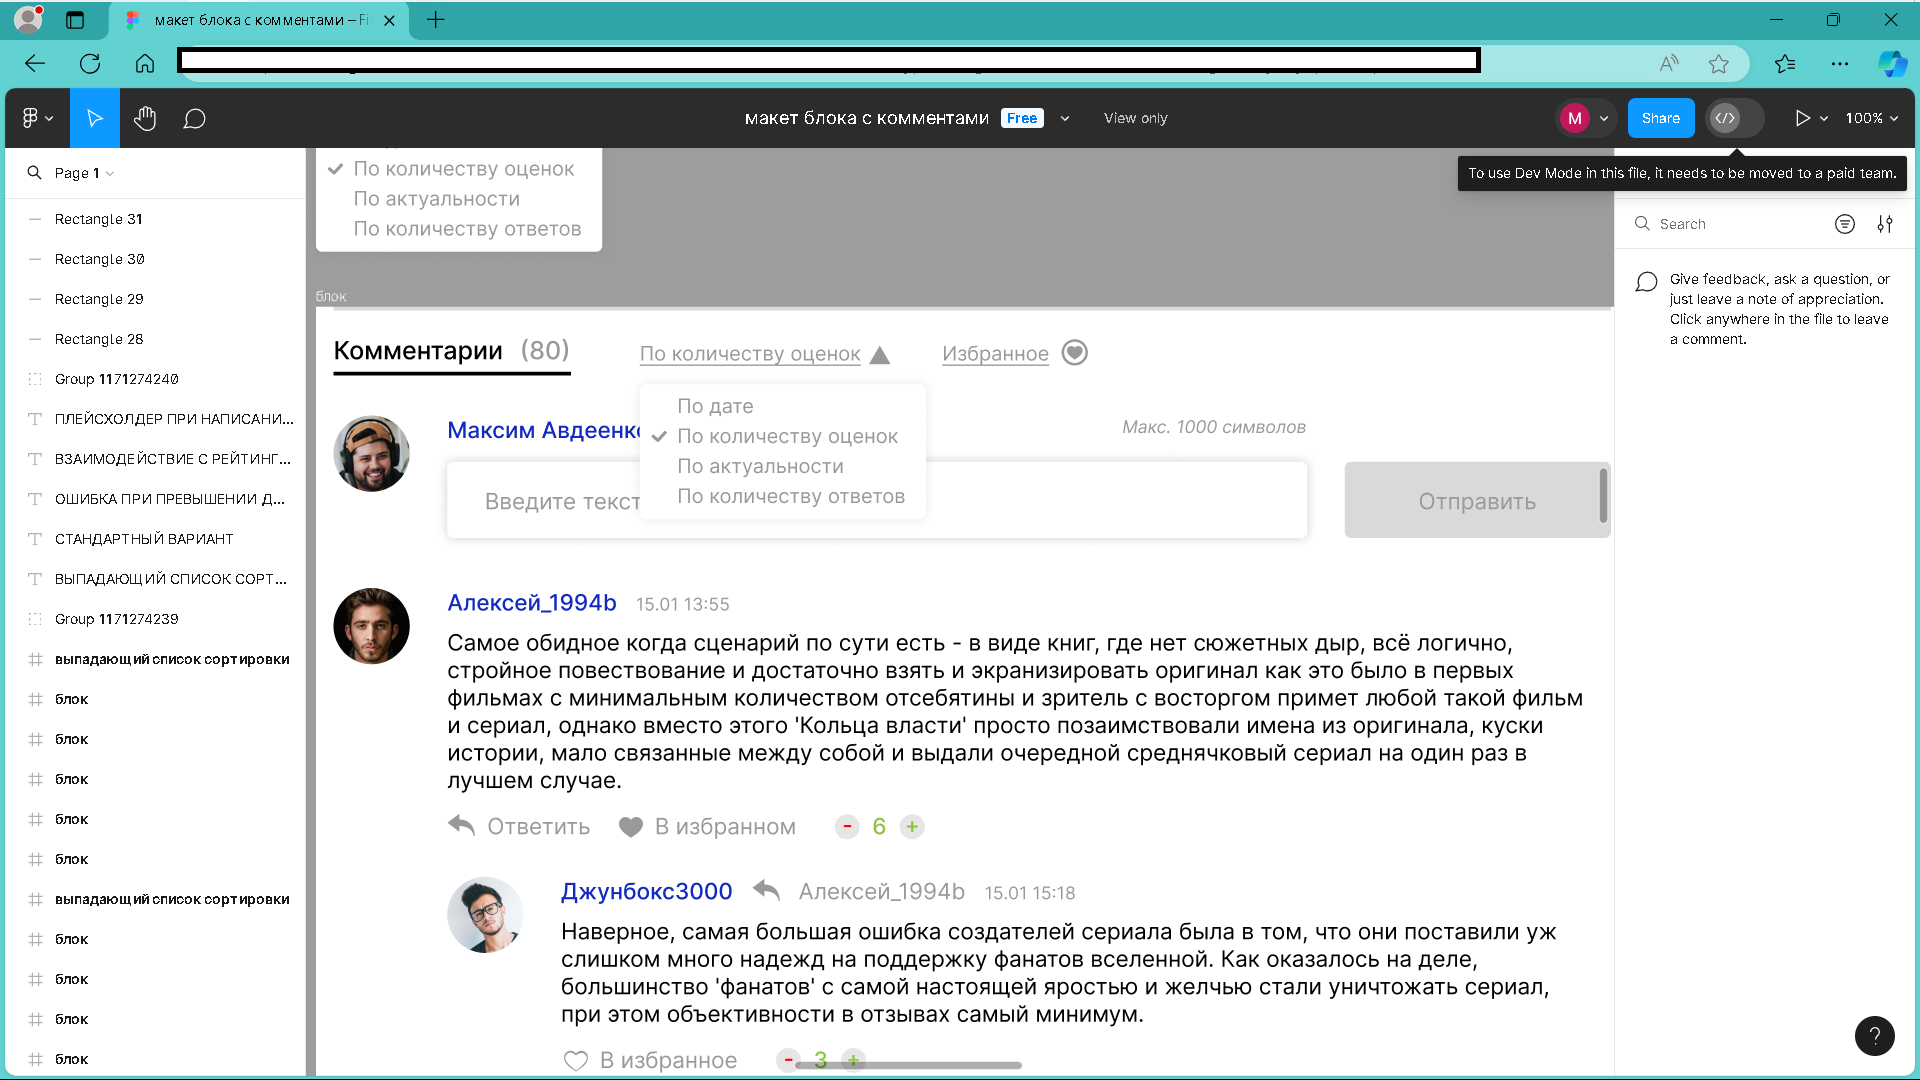 макет блока с комментами – Fi
макет блока с комментами Free
View only
M
Share
100%
To use Dev Mode in this file, it needs to be moved to a paid team.
Page 1
Rectangle 31
Rectangle 30
Rectangle 29
Rectangle 28
Group 1171274240
ПЛЕЙСХОЛДЕР ПРИ НАПИСАНИ...
ВЗАИМОДЕЙСТВИЕ С РЕЙТИНГ...
ОШИБКА ПРИ ПРЕВЫШЕНИИ Д...
СТАНДАРТНЫЙ ВАРИАНТ
ВЫПАДАЮЩИЙ СПИСОК СОРТ...
Group 1171274239
выпадающий список сортировки
блок
блок
блок
блок
блок
выпадающий список сортировки
блок
блок
блок
блок
По количеству оценок
По актуальности
По количеству ответов
блок
Комментарии (80)
По количеству оценок
Избранное
По дате
По количеству оценок
По актуальности
По количеству ответов
Максим Авдеенко
Макс. 1000 символов
Введите текст
Отправить
Алексей_1994b 15.01 13:55
Самое обидное когда сценарий по сути есть - в виде книг, где нет сюжетных дыр, всё логично,
стройное повествование и достаточно взять и экранизировать оригинал как это было в первых
фильмах с минимальным количеством отсебятины и зритель с восторгом примет любой такой фильм
и сериал, однако вместо этого 'Кольца власти' просто позаимствовали имена из оригинала, куски
истории, мало связанные между собой и выдали очередной среднячковый сериал на один раз в
лучшем случае.
Ответить В избранном - 6 +
Джунбокс3000 Алексей_1994b 15.01 15:18
Наверное, самая большая ошибка создателей сериала была в том, что они поставили уж
слишком много надежд на поддержку фанатов вселенной. Как оказалось на деле,
большинство 'фанатов' с самой настоящей яростью и желчью стали уничтожать сериал,
при этом объективности в отзывах самый минимум.
В избранное - 3 +
Search
Give feedback, ask a question, or
just leave a note of appreciation.
Click anywhere in the file to leave
a comment.
?